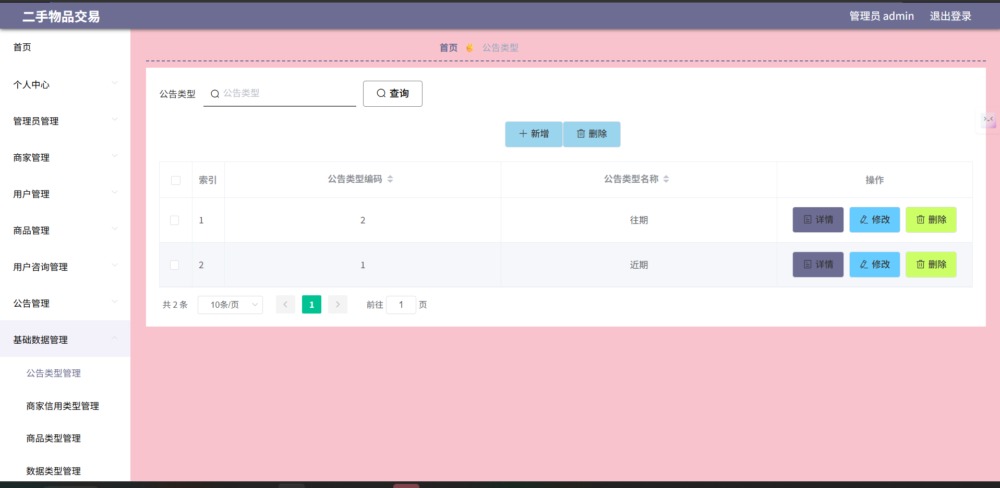 二手物品交易
管理员 admin 退出登录
首页
个人中心
管理员管理
商家管理
用户管理
商品管理
用户咨询管理
公告管理
基础数据管理
公告类型管理
商家信用类型管理
商品类型管理
数据类型管理
首页 ✌ 公告类型
公告类型 公告类型 查询
新增 删除
索引 公告类型编码 公告类型名称 操作
1 2 往期 详情 修改 删除
2 1 近期 详情 修改 删除
共 2 条 10条/页 1 前往 1 页